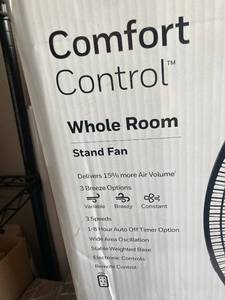 Comfort
Control™
Whole Room
Stand Fan
Delivers 15% more Air Volume¹
3 Breeze Options
Variable Breezy Constant
3 Speeds
1-8 Hour Auto Off Timer Option
Wide Area Oscillation
Stable Weighted Base
Electronic Controls
Remote Control